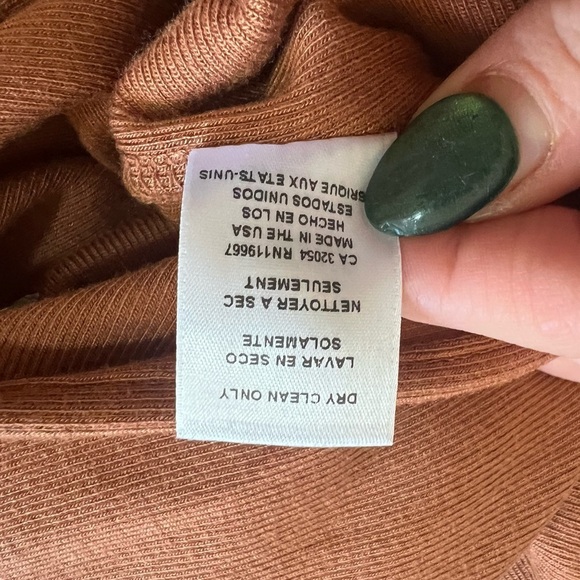 DRY CLEAN ONLY
LAVAR EN SECO
SOLAMENTE
NETTOYER A SEC
SEULEMENT
CA 32054 RN119667
MADE IN THE USA
HECHO EN LOS
ESTADOS UNIDOS
BRIQUE AUX ETATS-UNIS